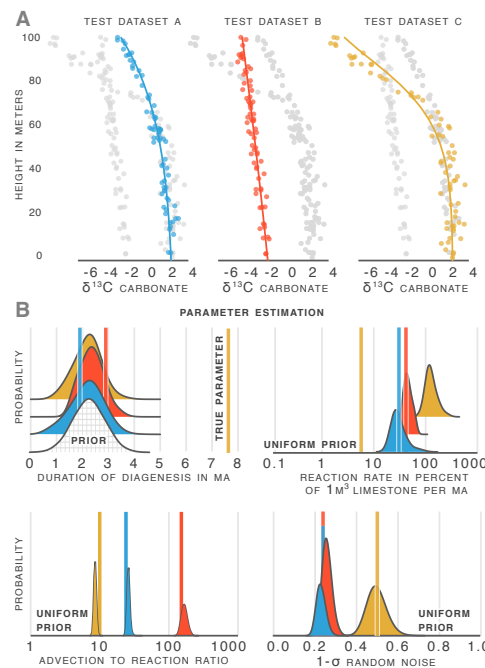 A
TEST DATASET A
TEST DATASET B
TEST DATASET C
HEIGHT IN METERS
100
80
60
40
20
0
-6 -4 -2 0 2 4
-6 -4 -2 0 2 4
-6 -4 -2 0 2 4
δ13C CARBONATE
δ13C CARBONATE
δ13C CARBONATE
B
PARAMETER ESTIMATION
PROBABILITY
PRIOR
TRUE PARAMETER
0 1 2 3 4 5 6 7 8
DURATION OF DIAGENESIS IN MA
UNIFORM PRIOR
0.1 1 10 100 1000
REACTION RATE IN PERCENT
OF 1M3 LIMESTONE PER MA
PROBABILITY
UNIFORM
PRIOR
1 10 100 1000
ADVECTION TO REACTION RATIO
UNIFORM
PRIOR
0.0 0.2 0.4 0.6 0.8 1.0
1-σ RANDOM NOISE